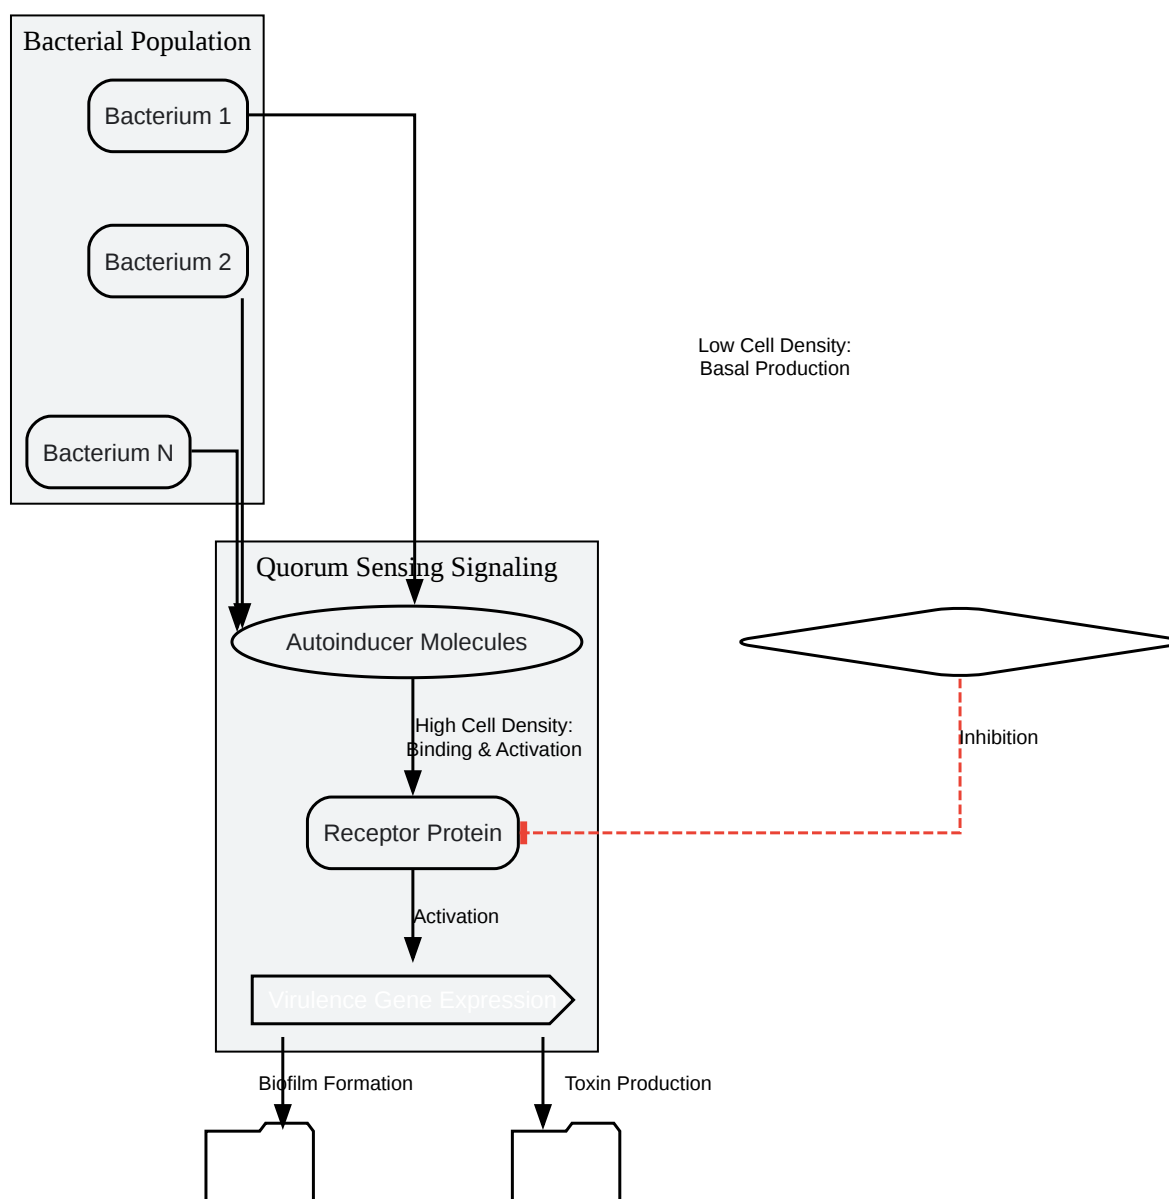 Bacterial Population
Bacterium 1
Bacterium 2
Low Cell Density:
Basal Production
Bacterium N
Quorum Sensing Signaling
Autoinducer Molecules
High Cell Density:
Binding & Activation
Inhibition
Receptor Protein
Activation
Virulence Gene Expression
Biofilm Formation
Toxin Production